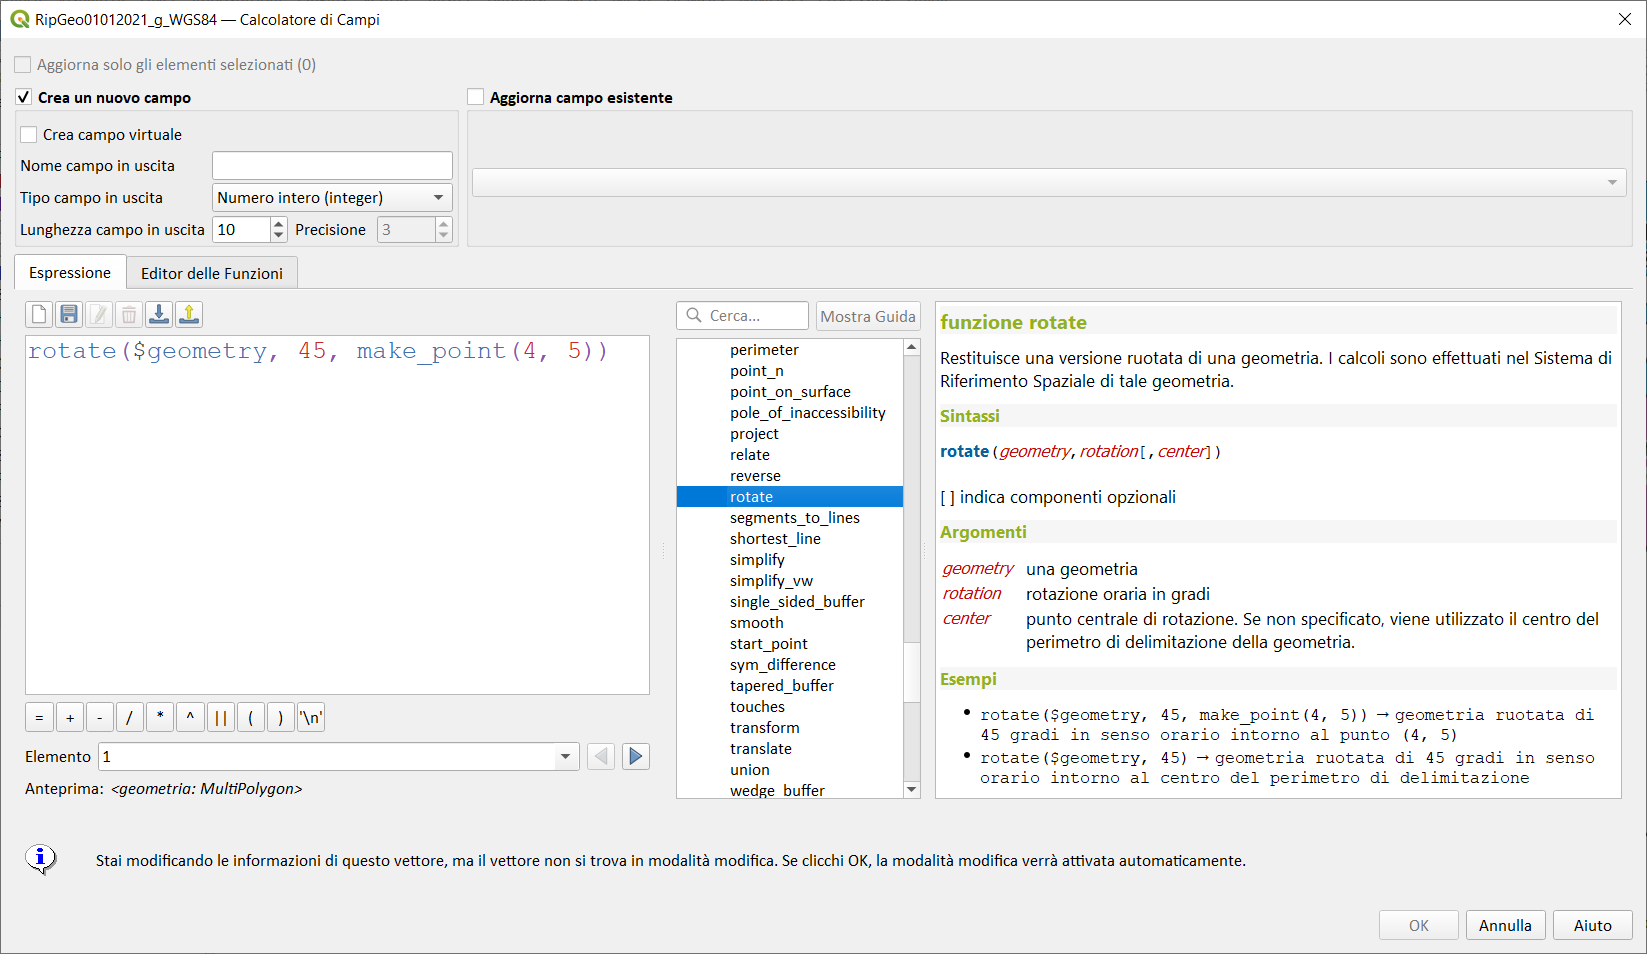 RipGeo01012021_g_WGS84 — Calcolatore di Campi
Aggiorna solo gli elementi selezionati (0)
Crea un nuovo campo
Aggiorna campo esistente
Crea campo virtuale
Nome campo in uscita
Tipo campo in uscita Numero intero (integer)
Lunghezza campo in uscita 10 Precisione 3
Espressione Editor delle Funzioni
rotate($geometry, 45, make_point(4, 5))
= + - / * ^ || ( ) '\n'
Elemento 1
Anteprima: <geometria: MultiPolygon>
Cerca... Mostra Guida
perimeter
point_n
point_on_surface
pole_of_inaccessibility
project
relate
reverse
rotate
segments_to_lines
shortest_line
simplify
simplify_vw
single_sided_buffer
smooth
start_point
sym_difference
tapered_buffer
touches
transform
translate
union
wedge_buffer
funzione rotate
Restituisce una versione ruotata di una geometria. I calcoli sono effettuati nel Sistema di
Riferimento Spaziale di tale geometria.
Sintassi
rotate(geometry,rotation[,center])
[ ] indica componenti opzionali
Argomenti
geometry una geometria
rotation rotazione oraria in gradi
center punto centrale di rotazione. Se non specificato, viene utilizzato il centro del
perimetro di delimitazione della geometria.
Esempi
• rotate($geometry, 45, make_point(4, 5)) → geometria ruotata di
45 gradi in senso orario intorno al punto (4, 5)
• rotate($geometry, 45) → geometria ruotata di 45 gradi in senso
orario intorno al centro del perimetro di delimitazione
Stai modificando le informazioni di questo vettore, ma il vettore non si trova in modalità modifica. Se clicchi OK, la modalità modifica verrà attivata automaticamente.
OK Annulla Aiuto